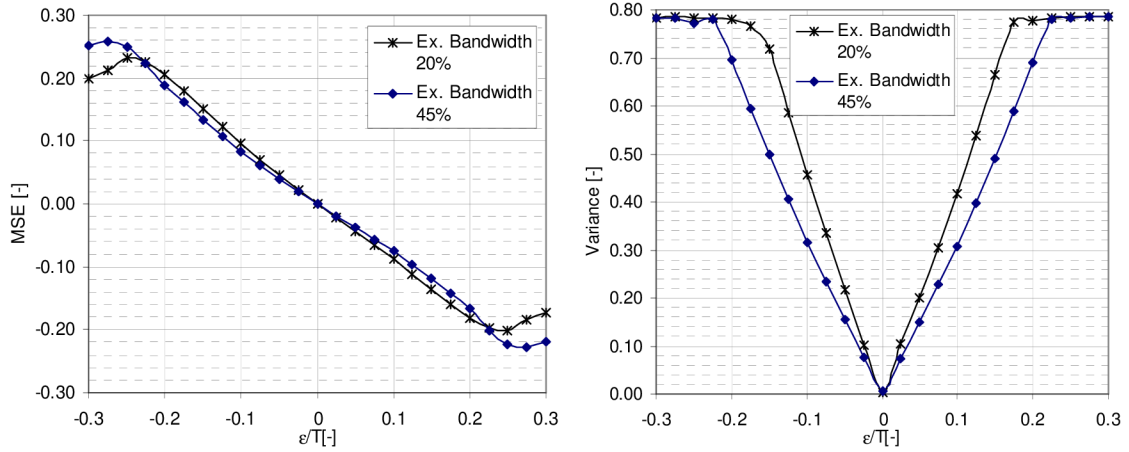 0.30
0.20
0.10
0.00
-0.10
-0.20
-0.30
MSE [-]
-0.3 -0.2 -0.1 0 0.1 0.2 0.3
ε/T[-]
Ex. Bandwidth
20%
Ex. Bandwidth
45%
0.80
0.70
0.60
0.50
0.40
0.30
0.20
0.10
0.00
Variance [-]
-0.3 -0.2 -0.1 0 0.1 0.2 0.3
ε/T[-]
Ex. Bandwidth
20%
Ex. Bandwidth
45%